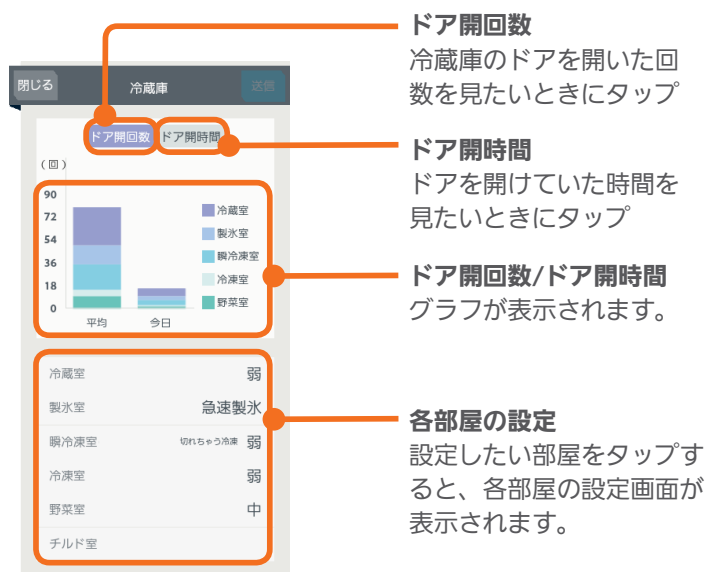 閉じる
冷蔵庫
送信
ドア開回数
ドア開時間
(回)
90
72
54
36
18
0
平均
今日
冷蔵室
製氷室
瞬冷凍室
冷凍室
野菜室
冷蔵室 弱
製氷室 急速製氷
瞬冷凍室 切れちゃう冷凍 弱
冷凍室 弱
野菜室 中
チルド室
ドア開回数
冷蔵庫のドアを開いた回
数を見たいときにタップ
ドア開時間
ドアを開けていた時間を
見たいときにタップ
ドア開回数/ドア開時間
グラフが表示されます。
各部屋の設定
設定したい部屋をタップす
ると、各部屋の設定画面が
表示されます。